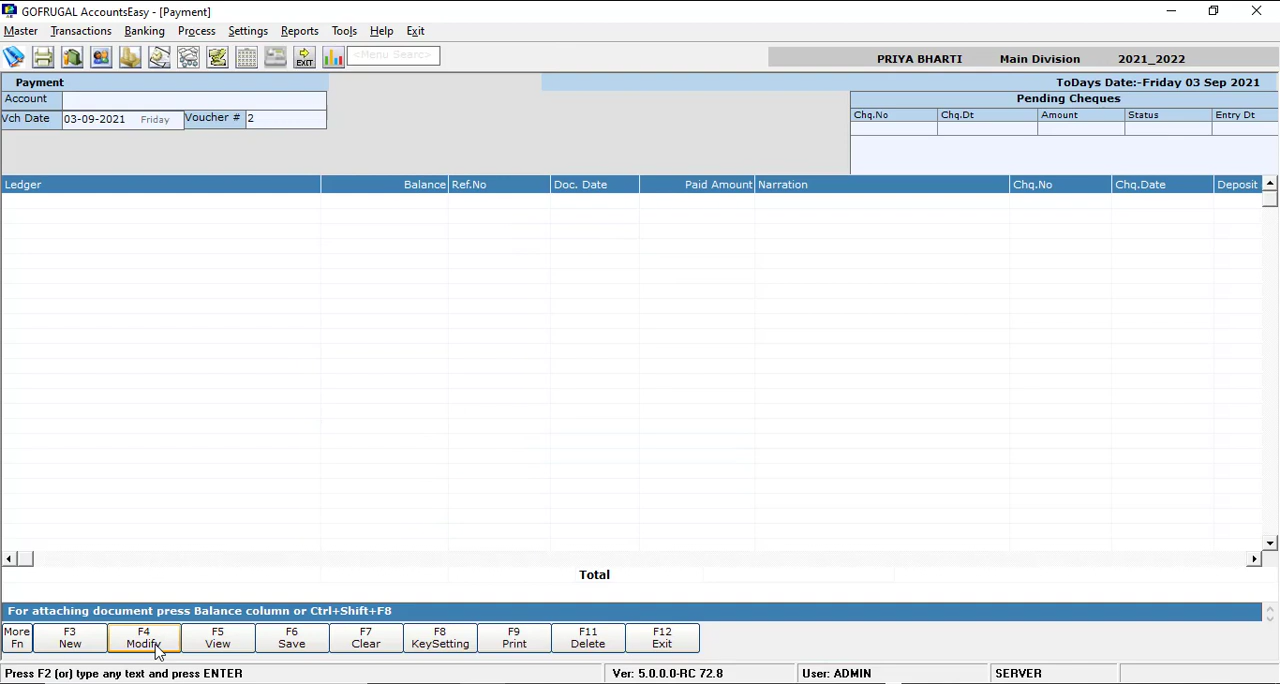 GOFRUGAL AccountsEasy - [Payment]
Master Transactions Banking Process Settings Reports Tools Help Exit
EXIT <Menu Searc> PRIYA BHARTI Main Division 2021_2022
Payment ToDays Date:-Friday 03 Sep 2021
Account Pending Cheques
Vch Date 03-09-2021 Friday Voucher # 2 Chq.No Chq.Dt Amount Status Entry Dt
Ledger Balance Ref.No Doc. Date Paid Amount Narration Chq.No Chq.Date Deposit
Total
For attaching document press Balance column or Ctrl+Shift+F8
More F3 F4 F5 F6 F7 F8 F9 F11 F12
Fn New Modify View Save Clear KeySetting Print Delete Exit
Press F2 (or) type any text and press ENTER Ver: 5.0.0.0-RC 72.8 User: ADMIN SERVER